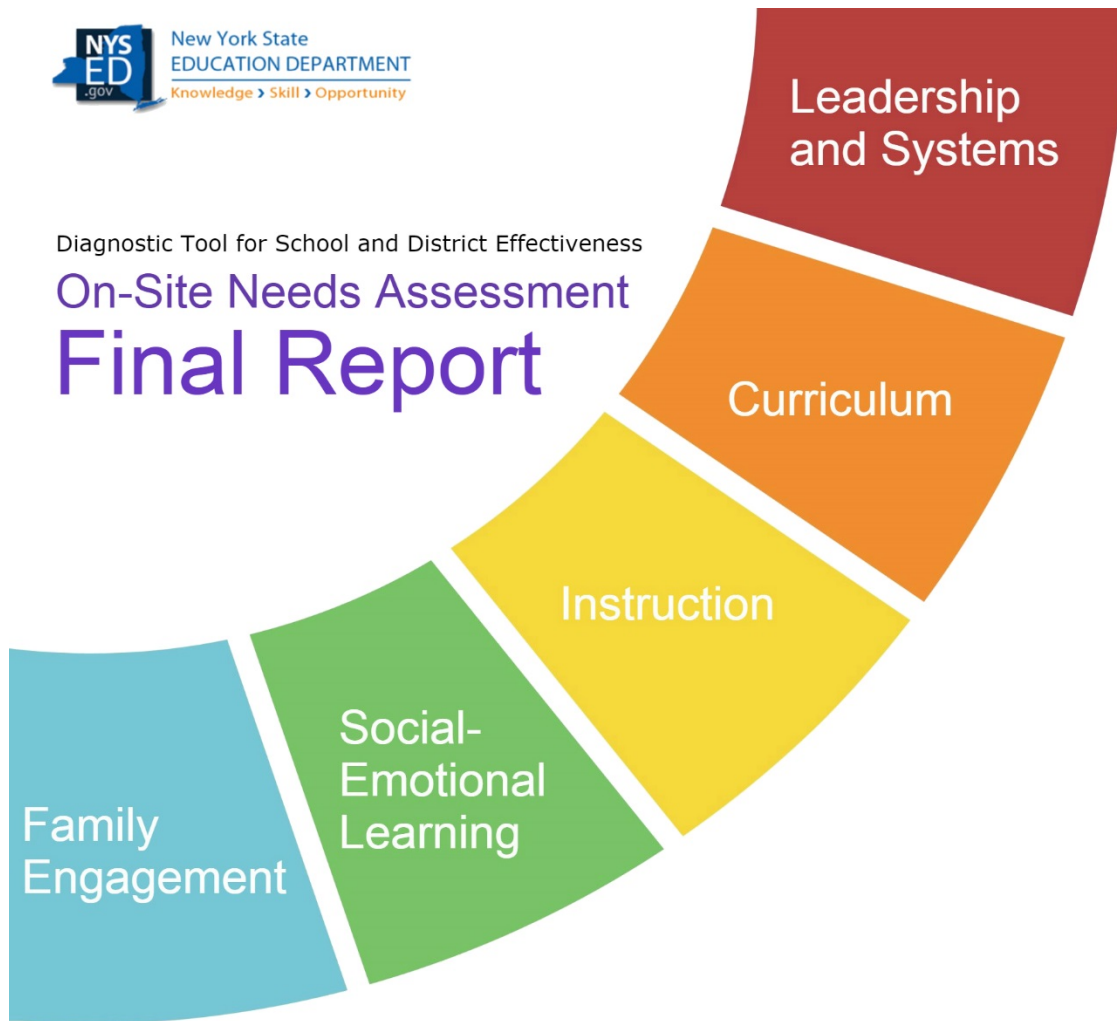 NYS
ED
.gov
New York State
EDUCATION DEPARTMENT
Knowledge > Skill > Opportunity
Diagnostic Tool for School and District Effectiveness
On-Site Needs Assessment
Final Report
Leadership
and Systems
Curriculum
Instruction
Social-
Emotional
Learning
Family
Engagement